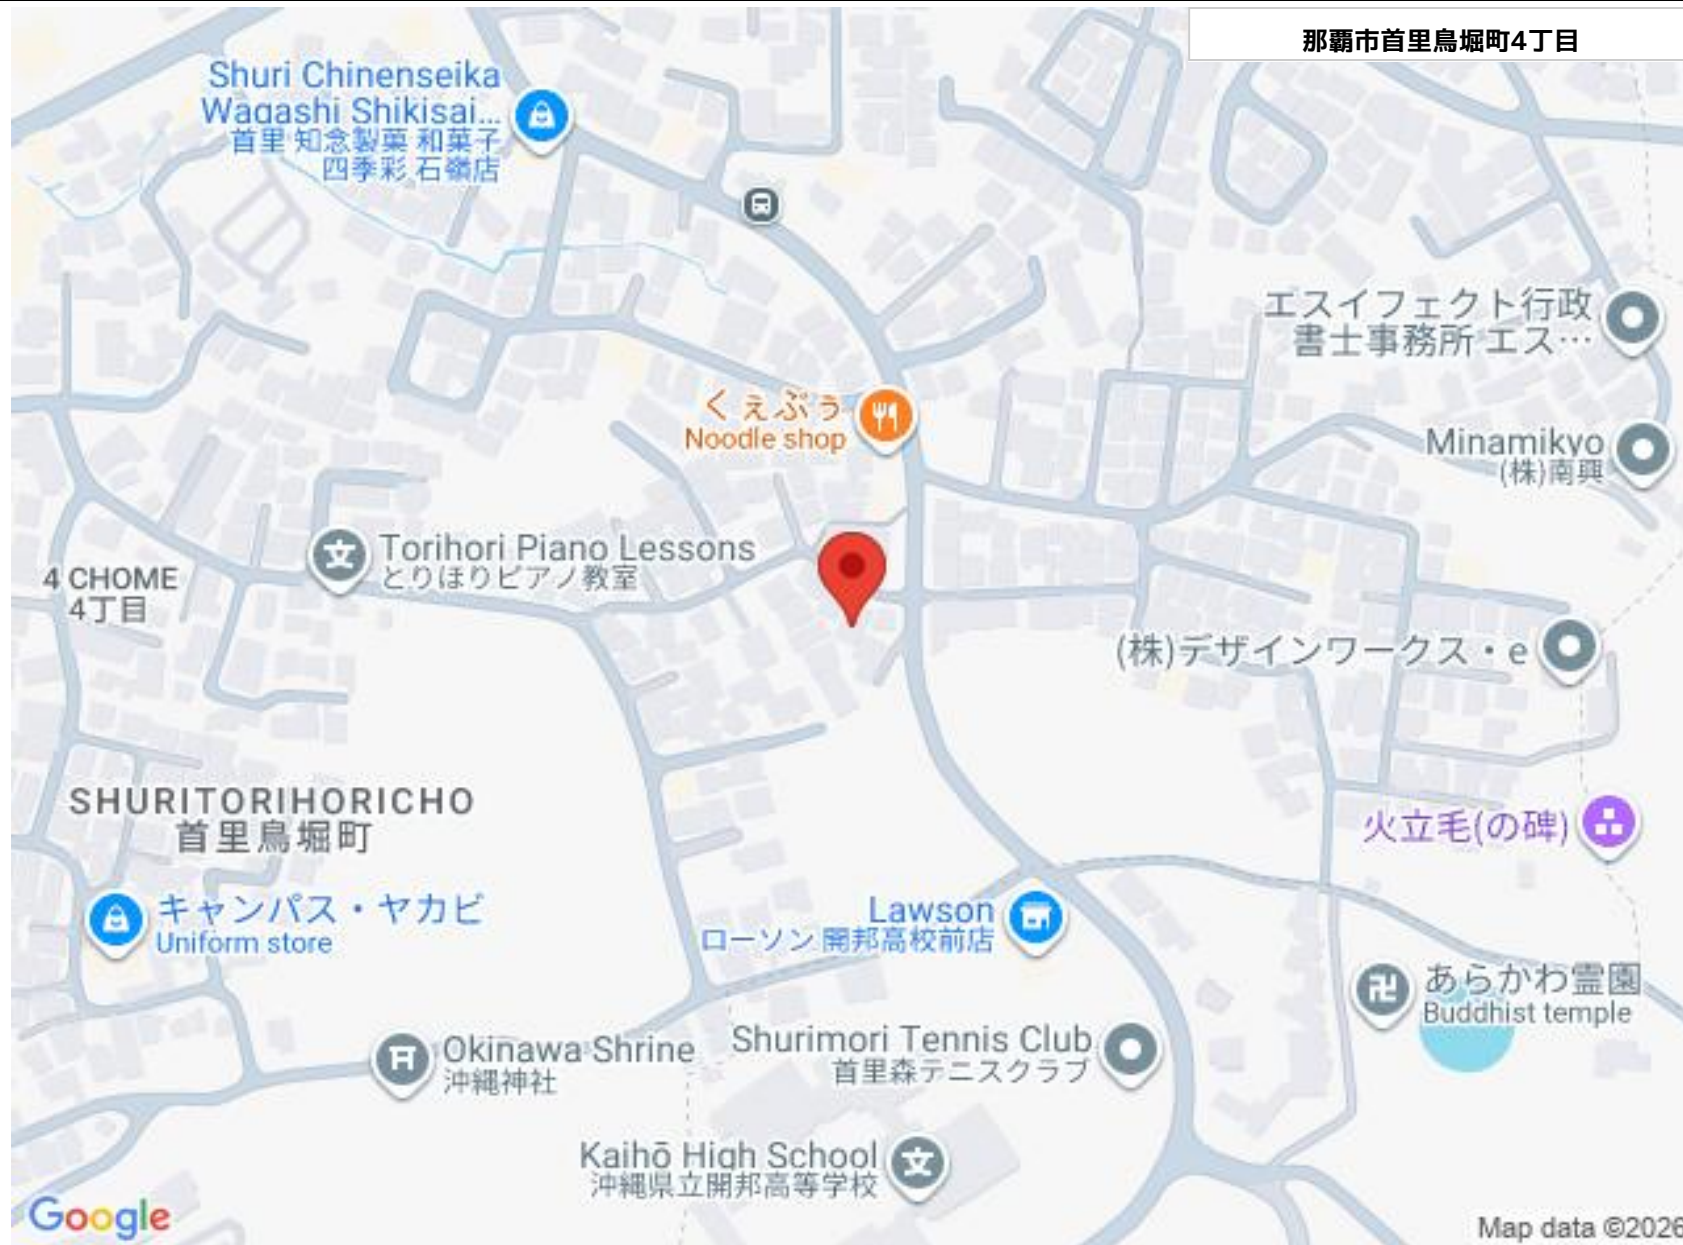 那覇市首里鳥堀町4丁目
Shuri Chinenseika
Wagashi Shikisai...
首里 知念製菓 和菓子
四季彩 石嶺店
エスイフェクト行政
書士事務所 エス…
くぇぷぅ
Noodle shop
Minamikyo
(株)南興
Torihori Piano Lessons
とりほりピアノ教室
4 CHOME
4丁目
(株)デザインワークス・e
SHURITORIHORICHO
首里鳥堀町
火立毛(の碑)
キャンパス・ヤカビ
Uniform store
Lawson
ローソン 開邦高校前店
あらかわ霊園
Buddhist temple
Okinawa Shrine
沖縄神社
Shurimori Tennis Club
首里森テニスクラブ
Kaihō High School
沖縄県立開邦高等学校
Google
Map data ©2026